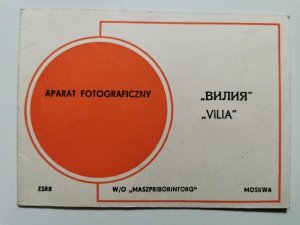 APARAT FOTOGRAFICZNY
„ВИЛИЯ"
„VILIA"
ZSRR W/O „MASZPRIBORINTORG" MOSKWA